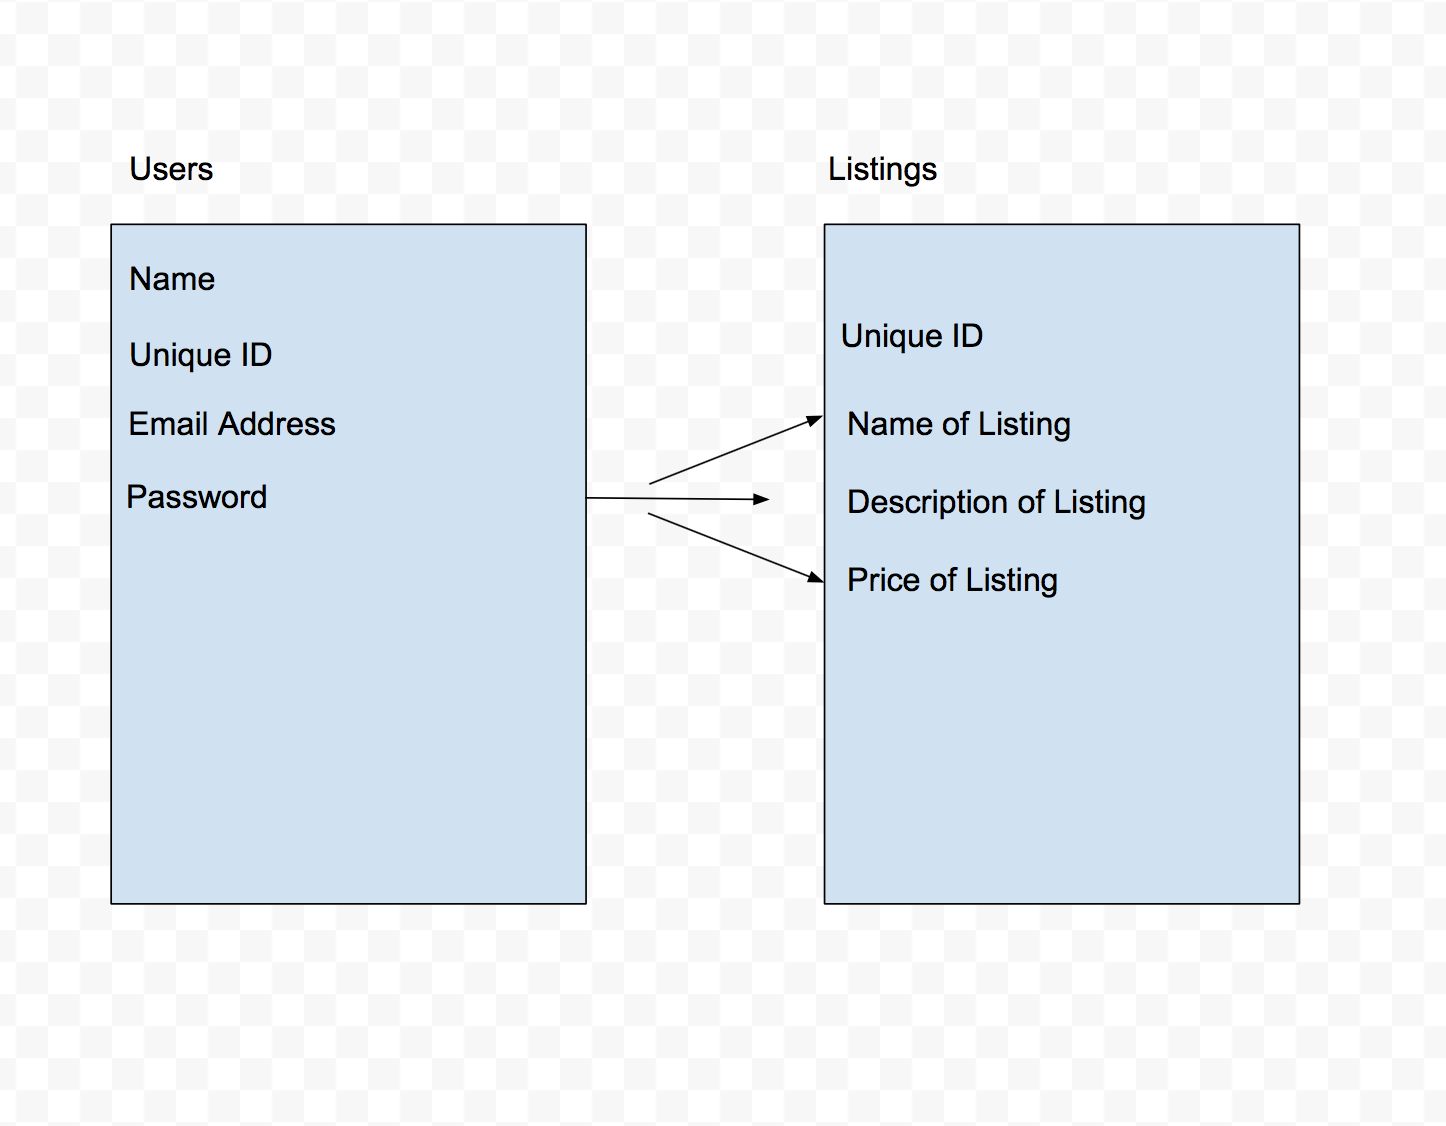 Users
Name
Unique ID
Email Address
Password
Listings
Unique ID
Name of Listing
Description of Listing
Price of Listing